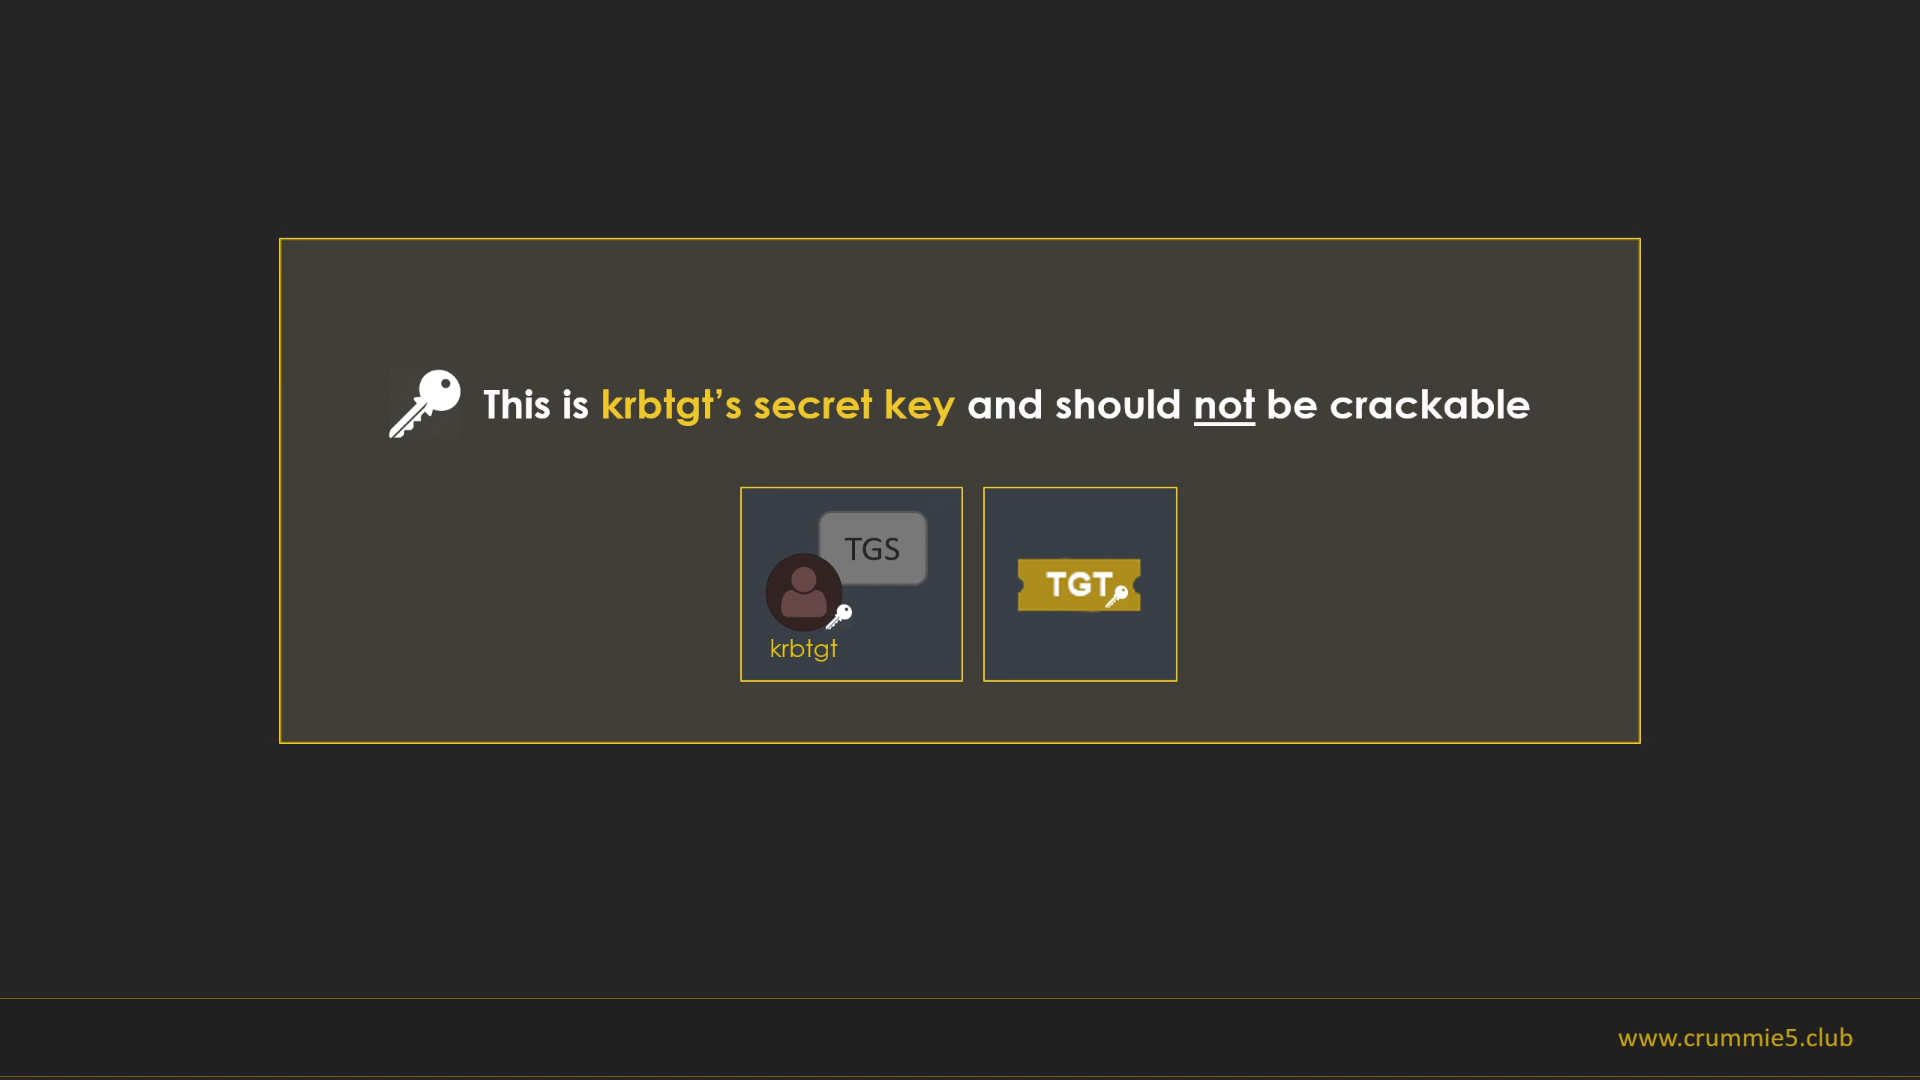 This is krbtgt’s secret key and should not be crackable
TGS
krbtgt
TGT
www.crummie5.club